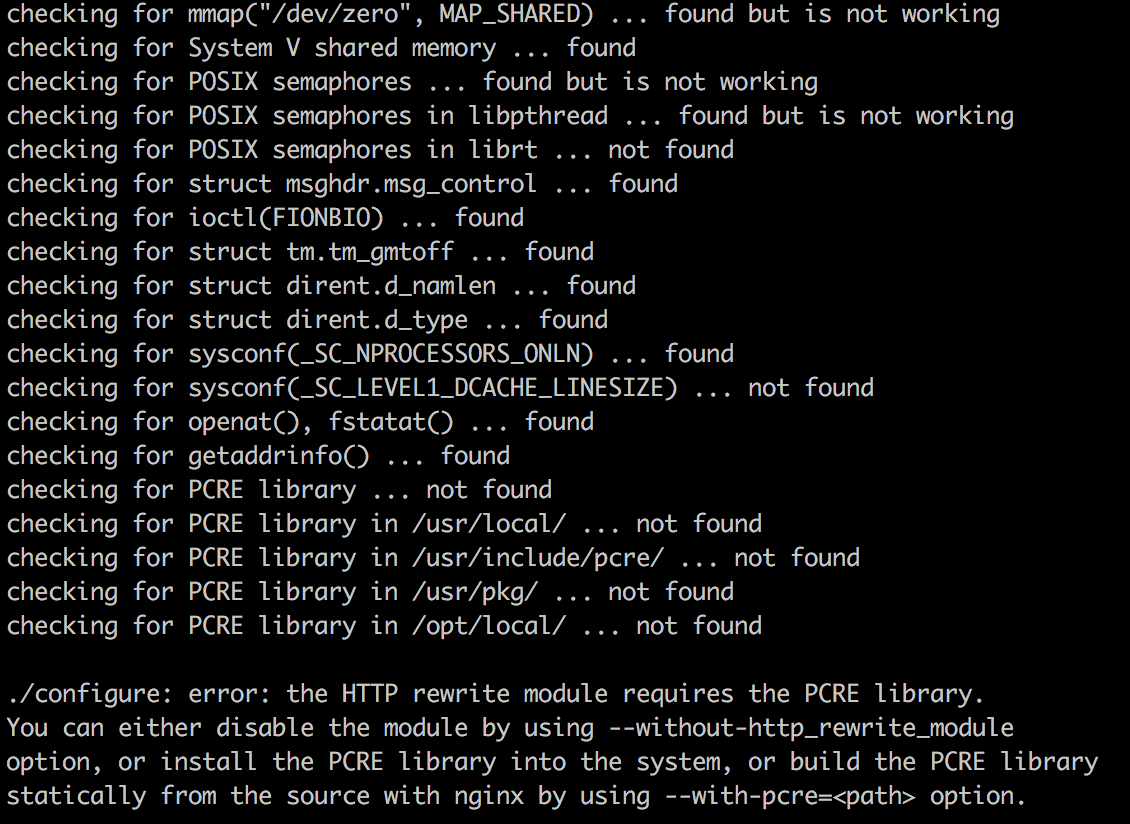 checking for mmap("/dev/zero", MAP_SHARED) ... found but is not working
checking for System V shared memory ... found
checking for POSIX semaphores ... found but is not working
checking for POSIX semaphores in libpthread ... found but is not working
checking for POSIX semaphores in librt ... not found
checking for struct msghdr.msg_control ... found
checking for ioctl(FIONBIO) ... found
checking for struct tm.tm_gmtoff ... found
checking for struct dirent.d_namlen ... found
checking for struct dirent.d_type ... found
checking for sysconf(_SC_NPROCESSORS_ONLN) ... found
checking for sysconf(_SC_LEVEL1_DCACHE_LINESIZE) ... not found
checking for openat(), fstatat() ... found
checking for getaddrinfo() ... found
checking for PCRE library ... not found
checking for PCRE library in /usr/local/ ... not found
checking for PCRE library in /usr/include/pcre/ ... not found
checking for PCRE library in /usr/pkg/ ... not found
checking for PCRE library in /opt/local/ ... not found
./configure: error: the HTTP rewrite module requires the PCRE library.
You can either disable the module by using --without-http_rewrite_module
option, or install the PCRE library into the system, or build the PCRE library
statically from the source with nginx by using --with-pcre=<path> option.